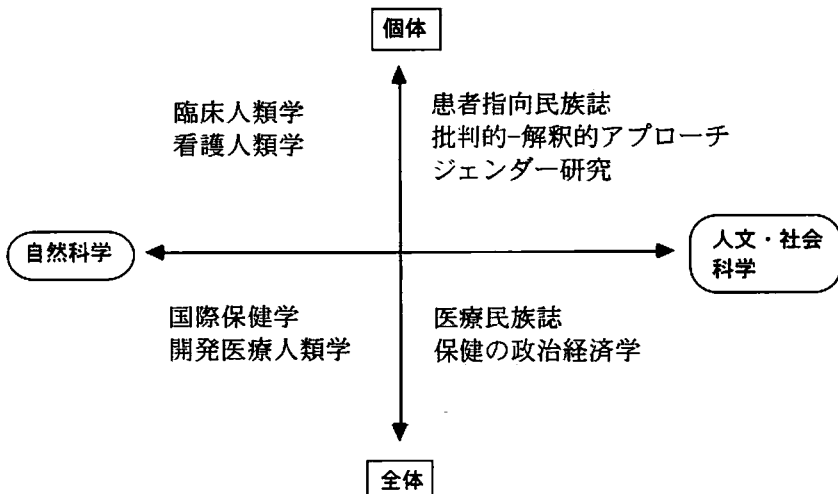 個体
臨床人類学
看護人類学
患者指向民族誌
批判的-解釈的アプローチ
ジェンダー研究
自然科学
人文・社会
科学
国際保健学
開発医療人類学
医療民族誌
保健の政治経済学
全体